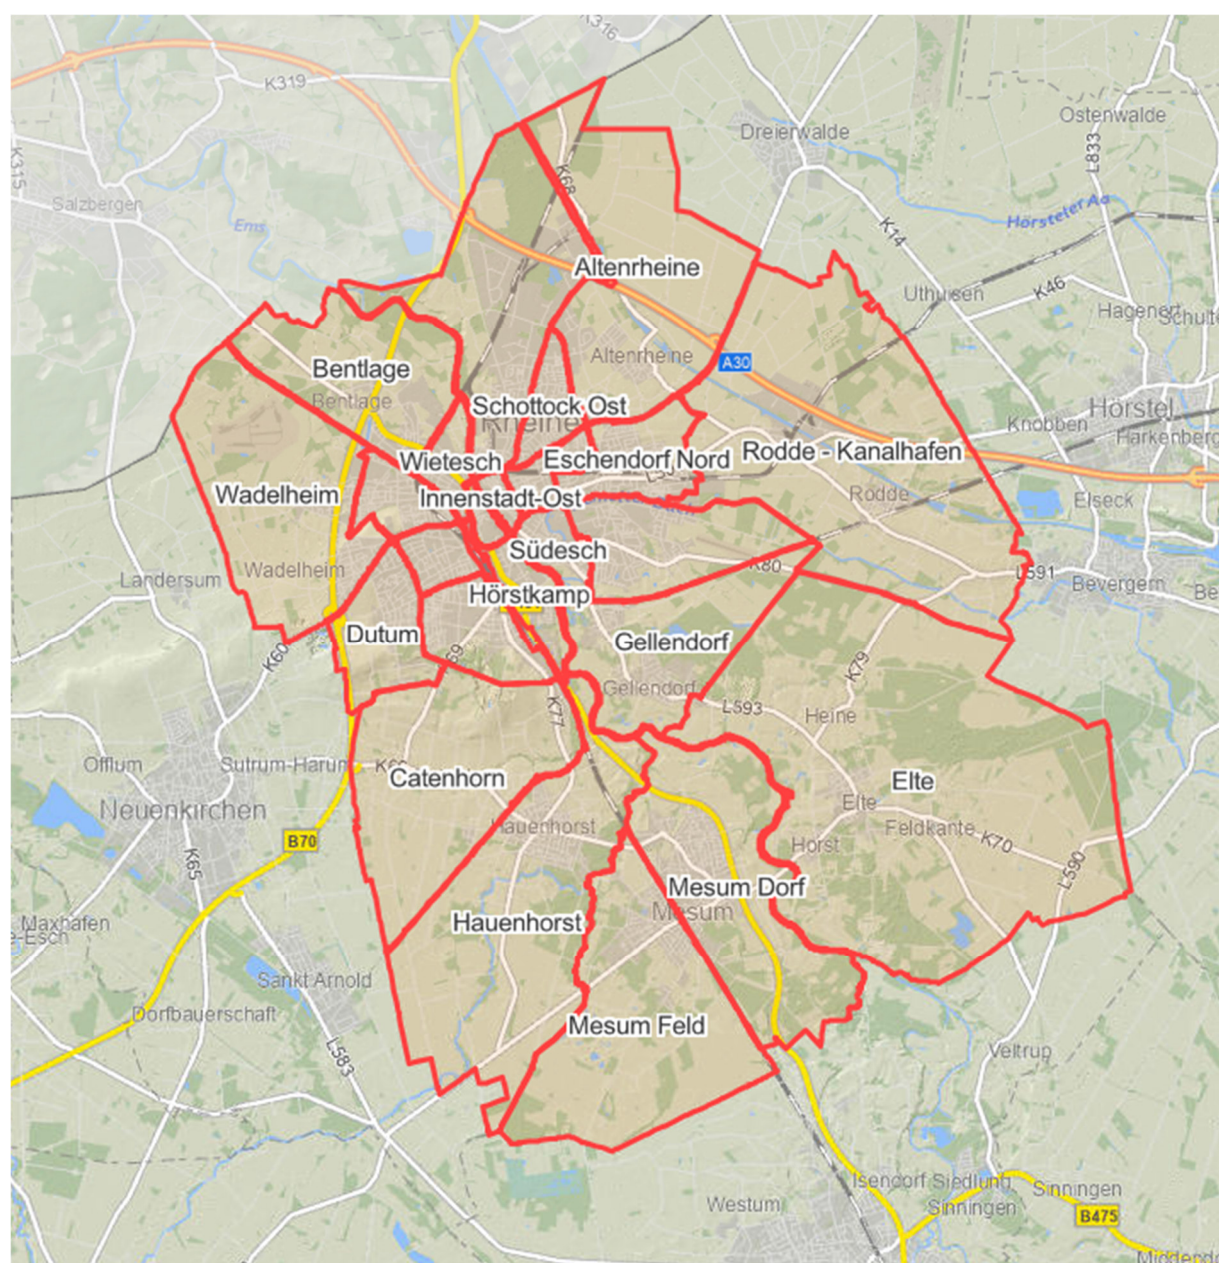 K316
K319
K315
Dreierwalde
Ostenwalde
L833
K68
Salzbergen
Ems
Hörsteler Aa
K14
Altenrheine
Uthuisen
K46
Hagenert
Altenrheine
A30
Bentlage
Bentlage
Schottock Ost
Rheine
Hörstel
Knobben
Harkenberg
Wietesch
Eschendorf Nord
Rodde - Kanalhafen
Wadelheim
Innenstadt-Ost
Rodde
Elseck
Südesch
K80
L591
Wadelheim
Landersum
Bevergern
Hörstkamp
Dutum
Gellendorf
K60
K79
Gellendorf
K77
L593
Heine
Offlum
Sutrum-Harum
Catenhorn
Elte
Elte
Neuenkirchen
Hauenhorst
Feldkante
K70
B70
Horst
L590
K65
Mesum Dorf
Mesum
Maxhafen
e-Esch
Hauenhorst
Sankt Arnold
Dorfbauerschaft
Mesum Feld
L583
Veltrup
Isendorf
Siedlung
Sinningen
Sinningen
Westum
B475